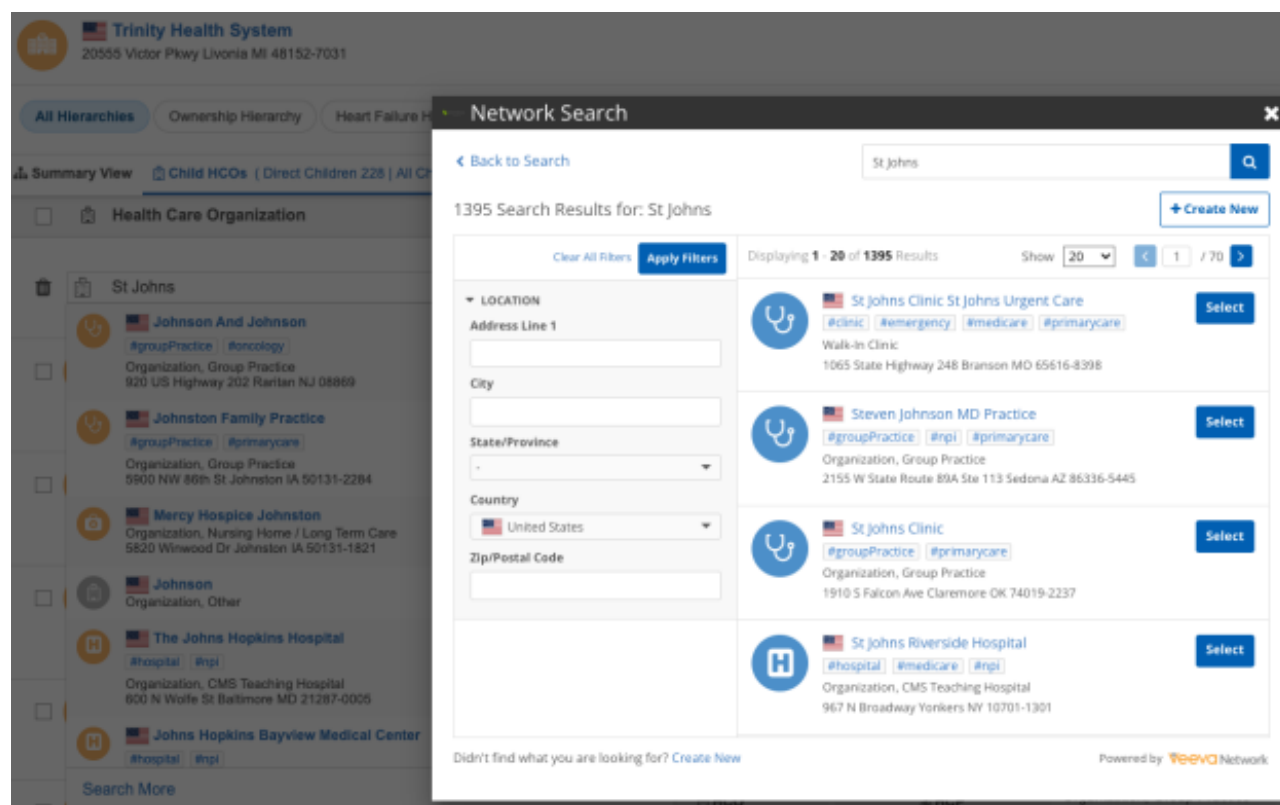 Trinity Health System
20555 Victor Pkwy Livonia MI 48152-7031
All Hierarchies
Ownership Hierarchy
Heart Failure H
Summary View
Child HCOs ( Direct Children 228 | All Ch
Health Care Organization
St Johns
Johnson And Johnson
#groupPractice #oncology
Organization, Group Practice
920 US Highway 202 Raritan NJ 08869
Johnston Family Practice
#groupPractice #primarycare
Organization, Group Practice
5900 NW 86th St Johnston IA 50131-2284
Mercy Hospice Johnston
Organization, Nursing Home / Long Term Care
5820 Winwood Dr Johnston IA 50131-1821
Johnson
Organization, Other
The Johns Hopkins Hospital
#hospital #npi
Organization, CMS Teaching Hospital
600 N Wolfe St Baltimore MD 21287-0005
Johns Hopkins Bayview Medical Center
#hospital #npi
Search More
Network Search
Back to Search
St Johns
1395 Search Results for: St Johns
+ Create New
Clear All Filters
Apply Filters
LOCATION
Address Line 1
City
State/Province
-
Country
United States
Zip/Postal Code
Displaying 1 - 20 of 1395 Results
Show 20
1 / 70
St Johns Clinic St Johns Urgent Care
#clinic #emergency #medicare #primarycare
Walk-In Clinic
1065 State Highway 248 Branson MO 65616-8398
Select
Steven Johnson MD Practice
#groupPractice #npi #primarycare
Organization, Group Practice
2155 W State Route 89A Ste 113 Sedona AZ 86336-5445
Select
St Johns Clinic
#groupPractice #primarycare
Organization, Group Practice
1910 S Falcon Ave Claremore OK 74019-2237
Select
St Johns Riverside Hospital
#hospital #medicare #npi
Organization, CMS Teaching Hospital
967 N Broadway Yonkers NY 10701-1301
Select
Didn't find what you are looking for? Create New
Powered by Veeva Network